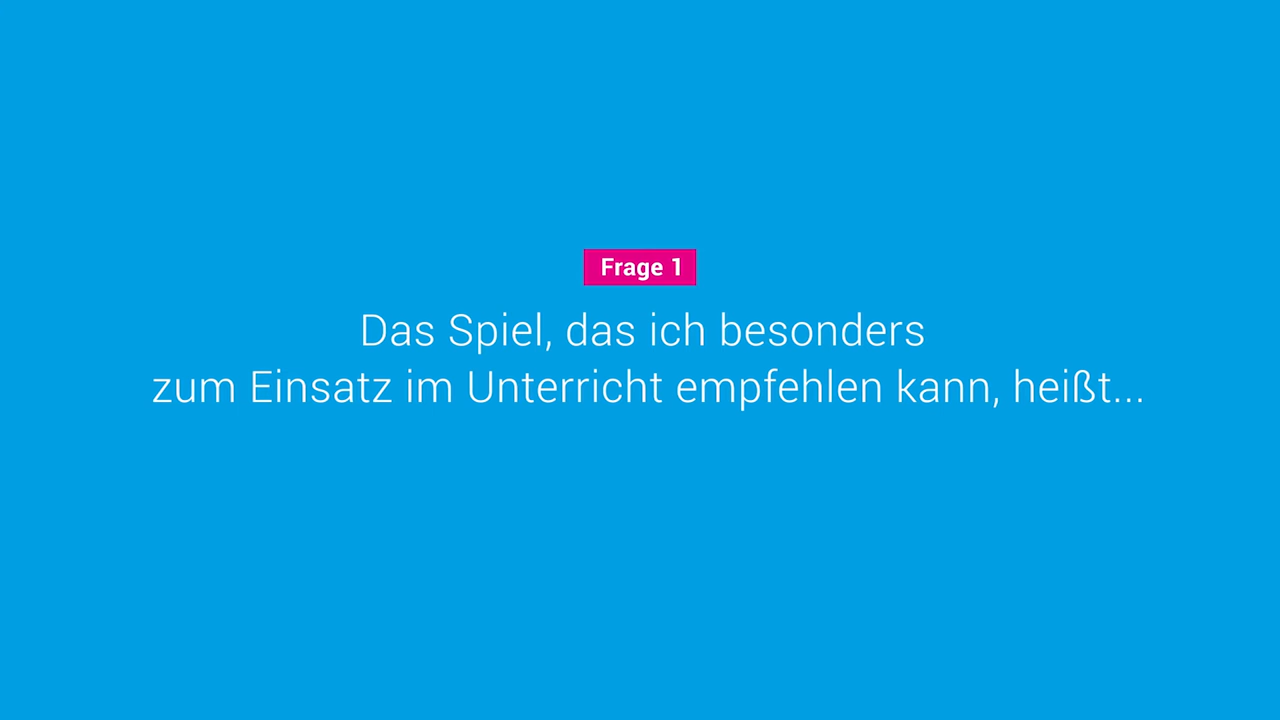 Frage 1
Das Spiel, das ich besonders
zum Einsatz im Unterricht empfehlen kann, heißt...